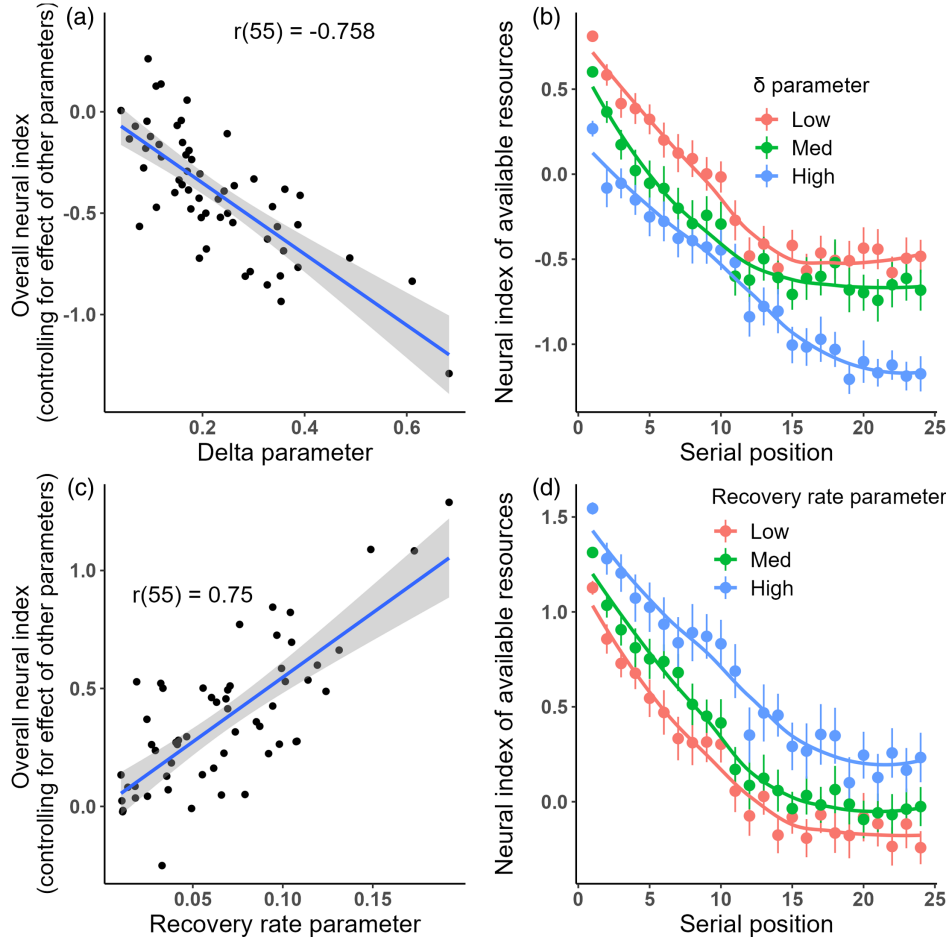 (a)
r(55) = -0.758
Overall neural index
(controlling for effect of other parameters)
0.0
-0.5
-1.0
0.2
0.4
0.6
Delta parameter
(b)
Neural index of available resources
δ parameter
Low
Med
High
0.5
0.0
-0.5
-1.0
0
5
10
15
20
25
Serial position
(c)
r(55) = 0.75
Overall neural index
(controlling for effect of other parameters)
1.0
0.5
0.0
0.05
0.10
0.15
Recovery rate parameter
(d)
Recovery rate parameter
Low
Med
High
Neural index of available resources
1.5
1.0
0.5
0.0
0
5
10
15
20
25
Serial position